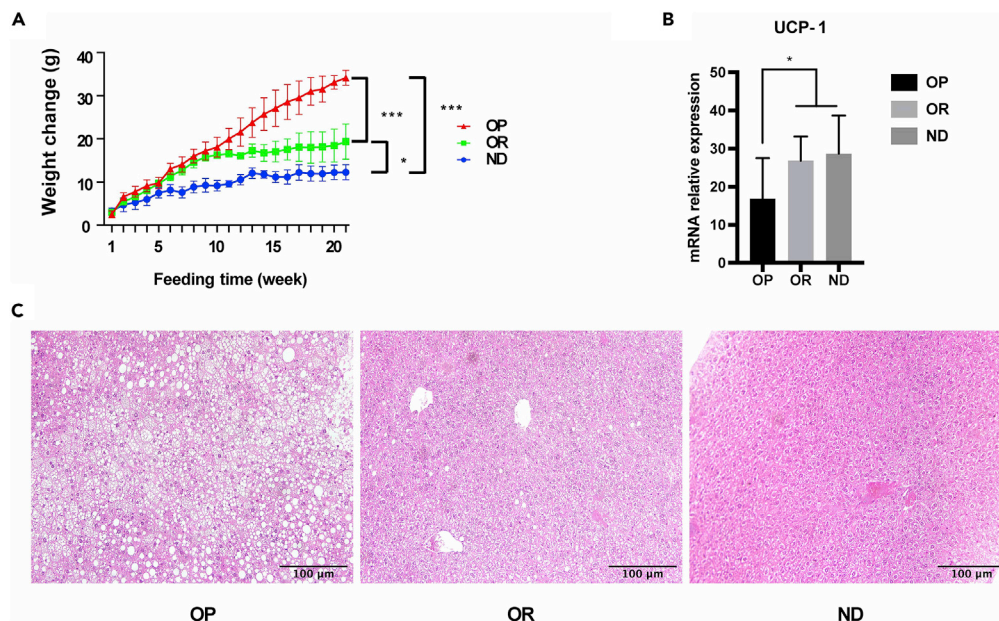 A
Weight change (g)
40
30
20
10
0
1
5
10
15
20
Feeding time (week)
***
*
***
OP
OR
ND
B
UCP-1
mRNA relative expression
50
40
30
20
10
0
*
OP
OR
ND
OP
OR
ND
C
100 μm
100 μm
100 μm
OP
OR
ND